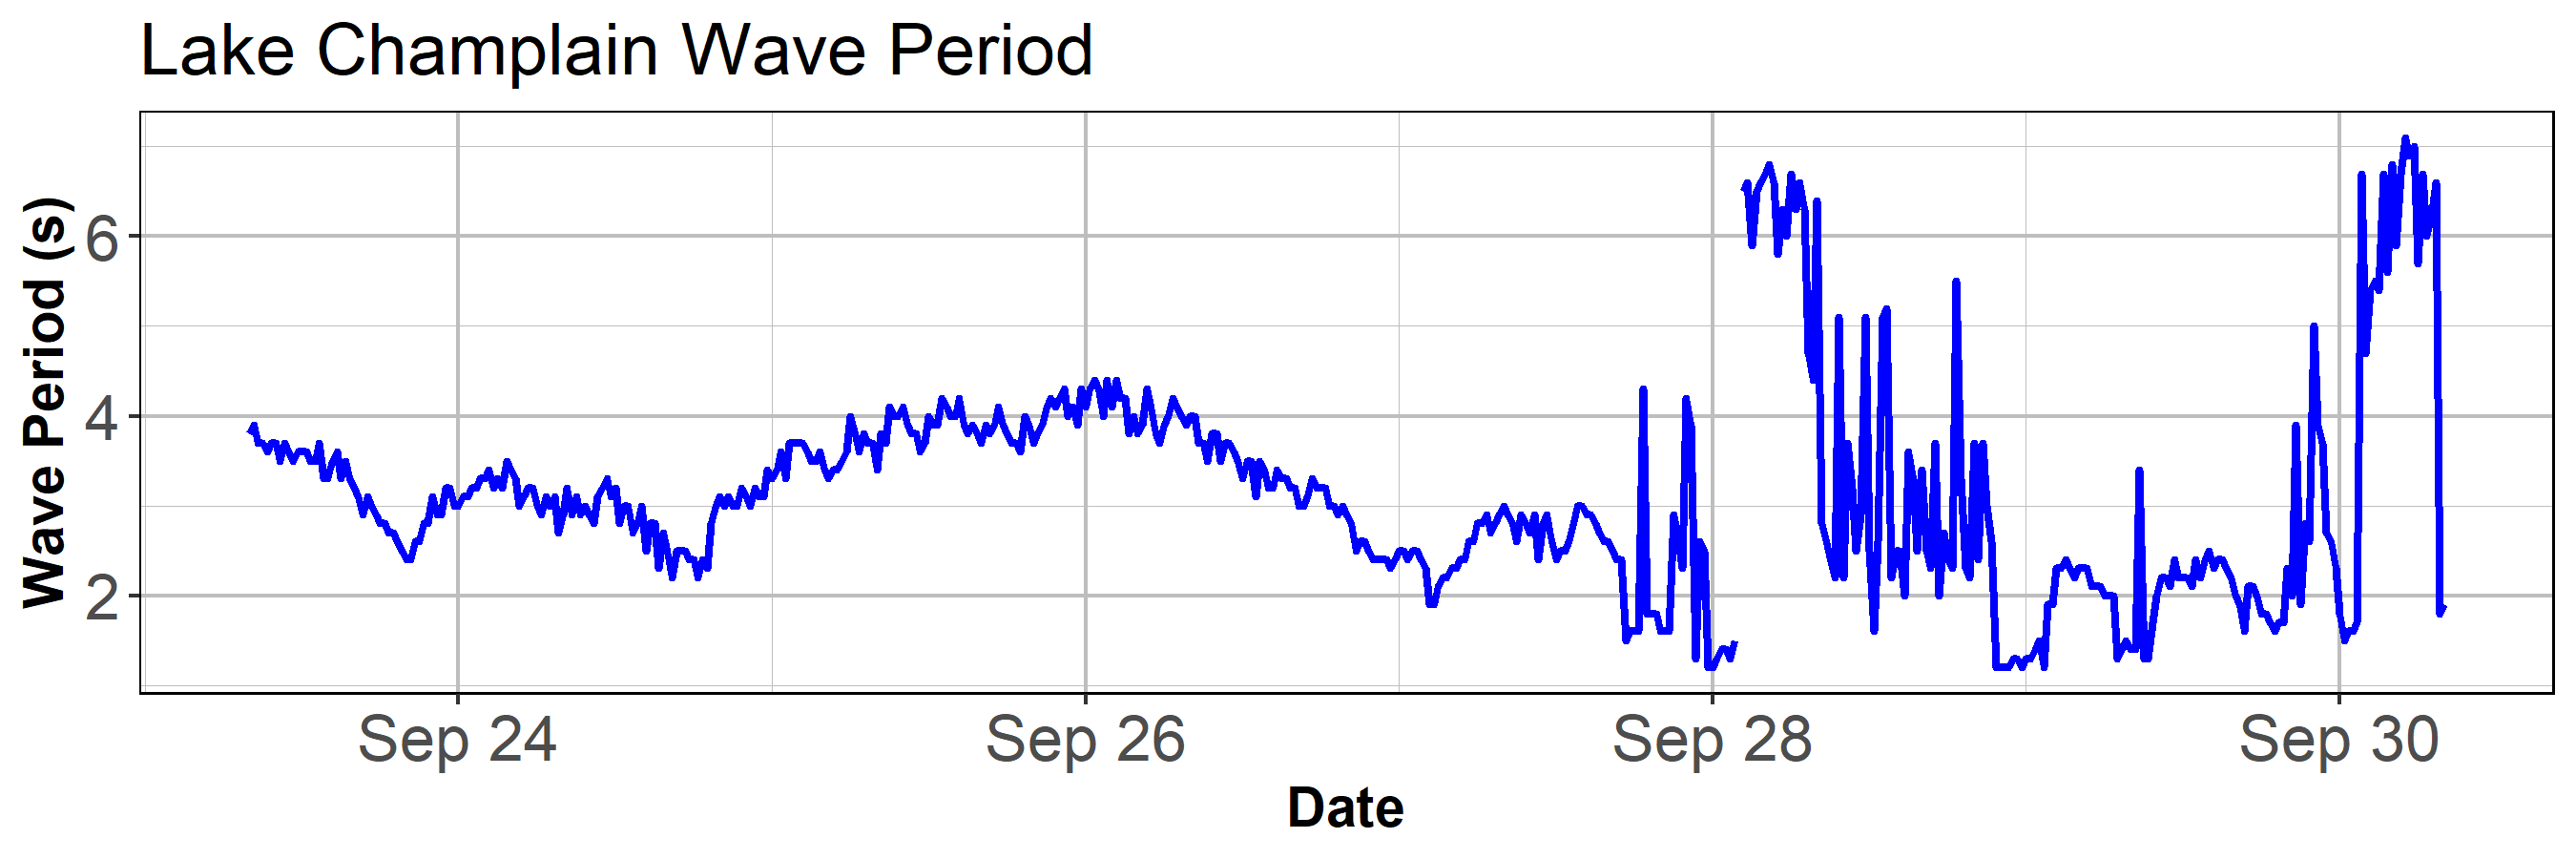 Lake Champlain Wave Period
Wave Period (s)
6
4
2
Sep 24 Sep 26 Sep 28 Sep 30
Date